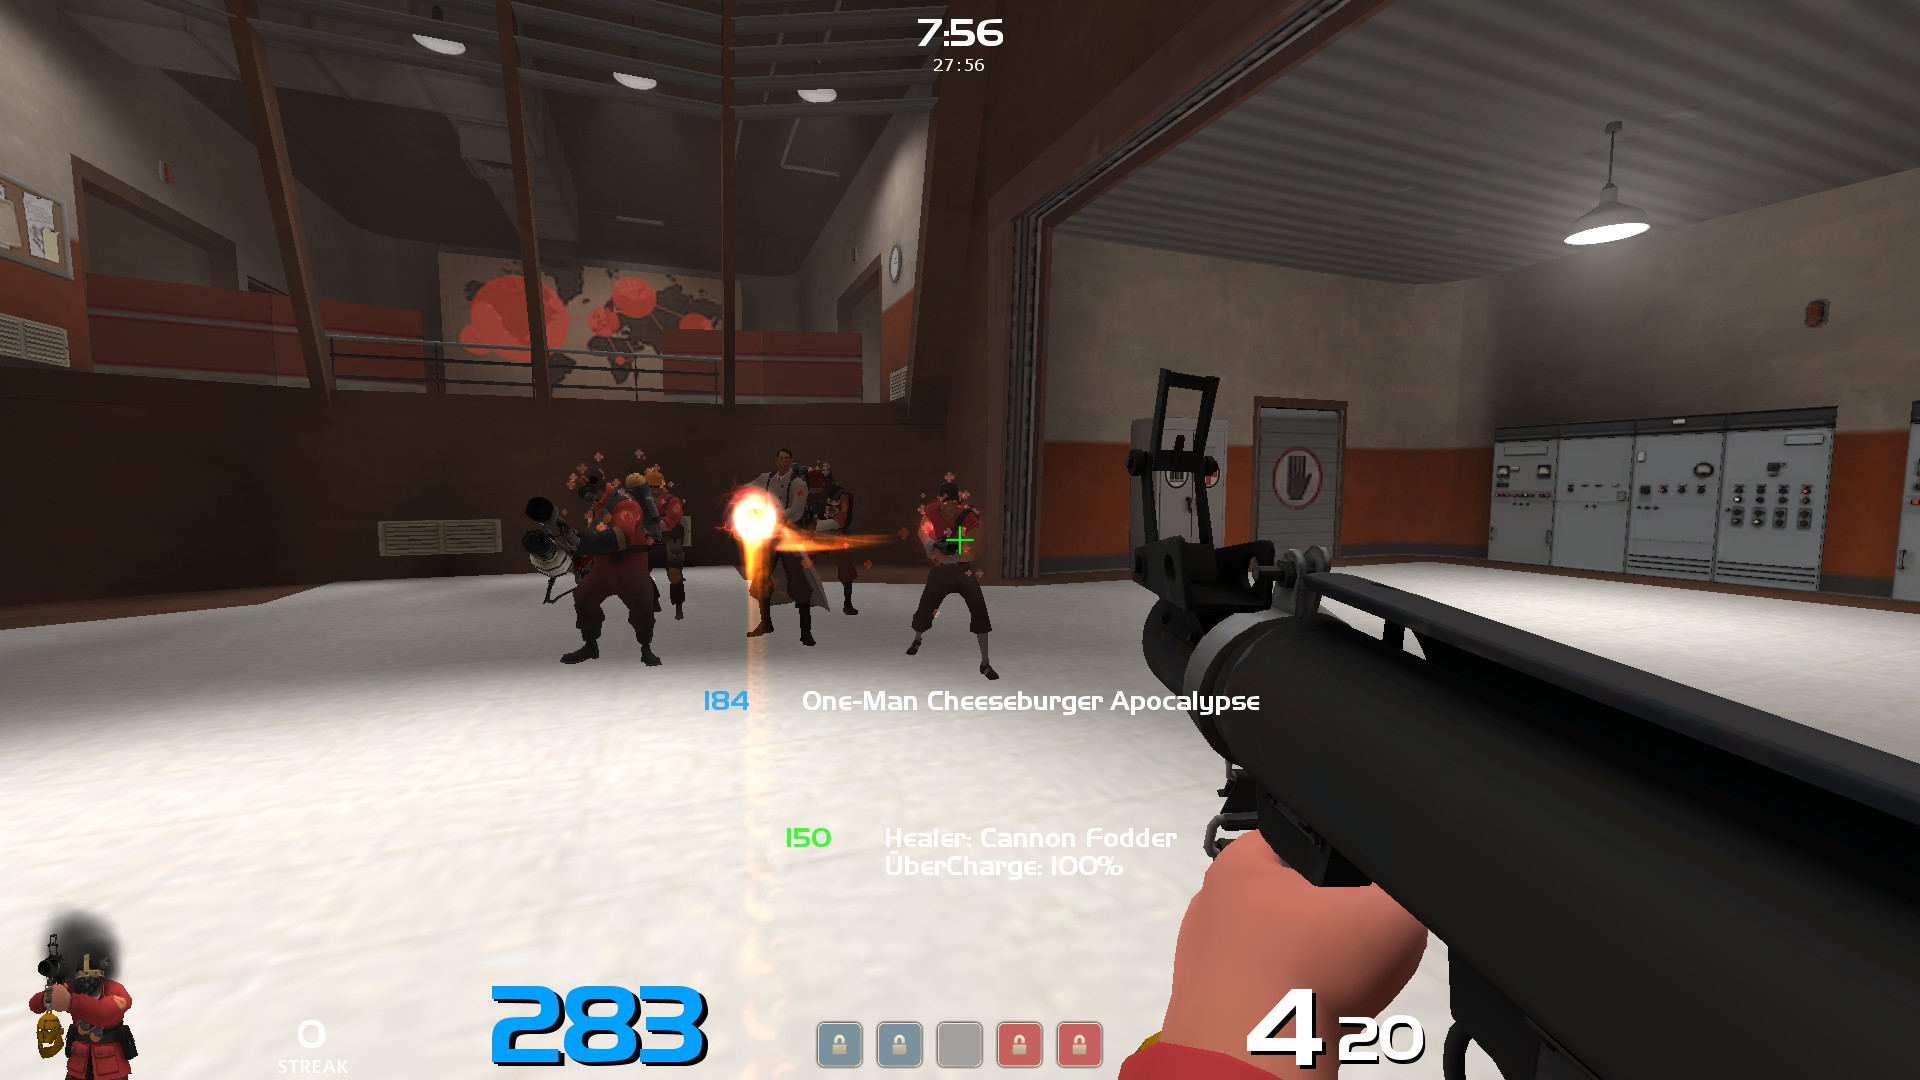 7:56
27:56
184 One-Man Cheeseburger Apocalypse
150 Healer: Cannon Fodder
ÜberCharge: 100%
0
STREAK
283
4 20